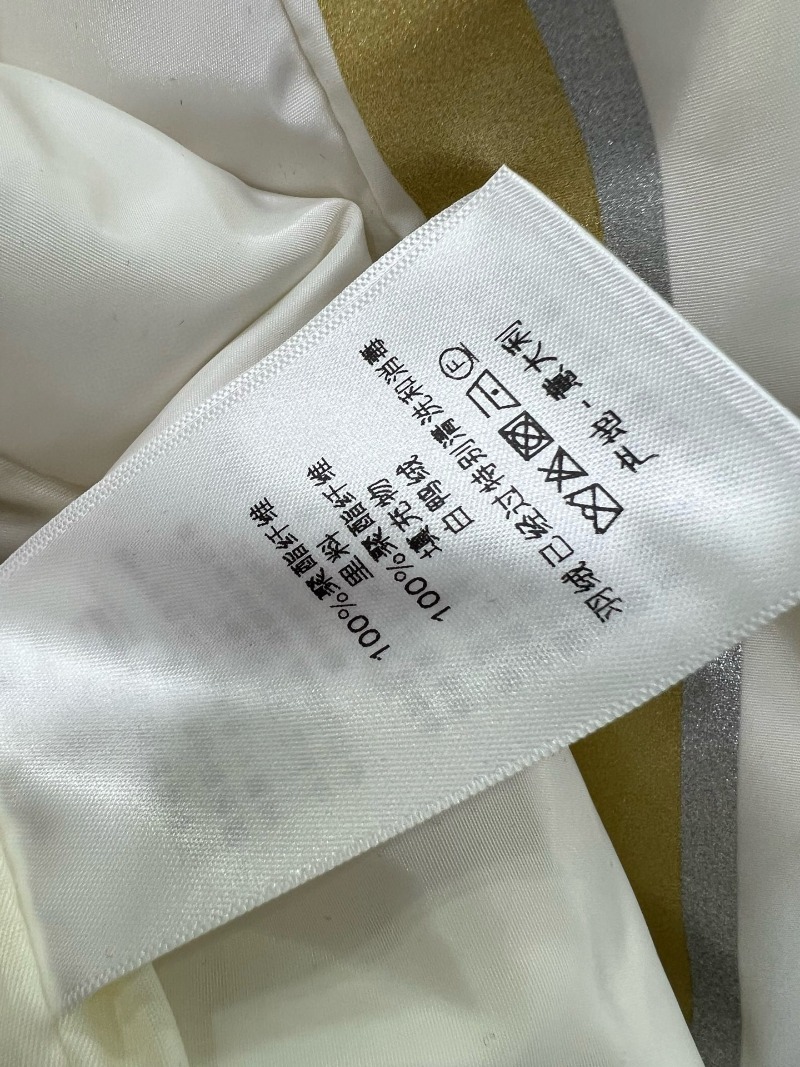 100%聚酯纤维
里料
100%聚酯纤维
填充物
白鸭绒
羽绒已经过特别清洗和消毒
产地:意大利